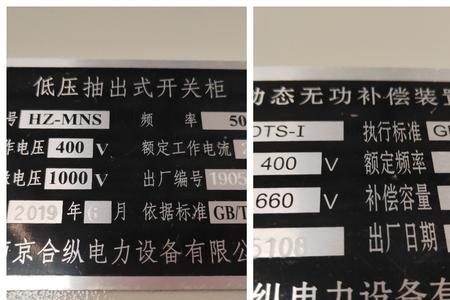 低压抽出式开关柜
号 HZ-MNS 频 率 50
作电压 400 V 额定工作电流
电压 1000 V 出厂编号 1905
2019 年 6 月 依据标准 GB/T
京合纵电力设备有限公
动态无功补偿装置
DTS-I 执行标准 G
400 V 额定频率
660 V 补偿容量
5108 出厂日期
纵电力设备有